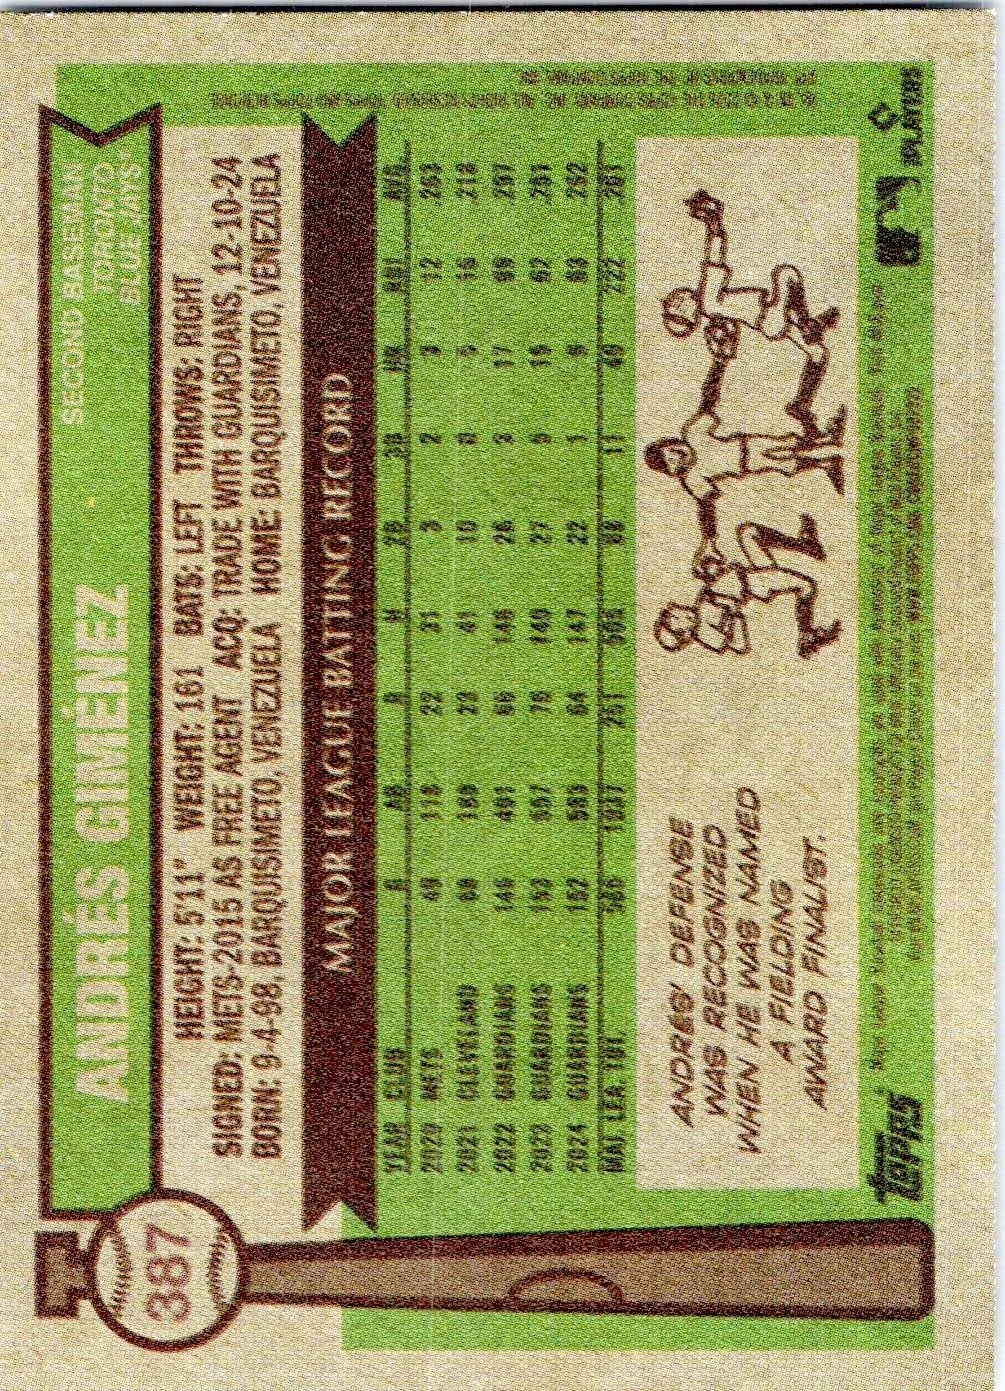 387
ANDRÉS GIMÉNEZ
SECOND BASEMAN
TORONTO
BLUE JAYS
HEIGHT: 5'11" WEIGHT: 161 BATS: LEFT THROWS: RIGHT
SIGNED: METS-2015 AS FREE AGENT ACQ: TRADE WITH GUARDIANS, 12-10-24
BORN: 9-4-98, BARQUISIMETO, VENEZUELA HOME: BARQUISIMETO, VENEZUELA
MAJOR LEAGUE BATTING RECORD
YEAR CLUB G AB R H 2B 3B HR RBI AVG
2020 METS 49 118 22 31 3 2 3 12 .263
2021 CLEVELAND 68 188 23 41 10 0 5 16 .218
2022 GUARDIANS 146 491 66 146 26 3 17 69 .297
2023 GUARDIANS 153 557 76 140 27 5 15 62 .251
2024 GUARDIANS 152 583 64 147 22 1 9 63 .252
MAJ. LEA. TOT. 568 1937 251 505 88 11 49 222 .261
ANDRÉS' DEFENSE
WAS RECOGNIZED
WHEN HE WAS NAMED
A FIELDING
AWARD FINALIST.
topps
PLAYERS